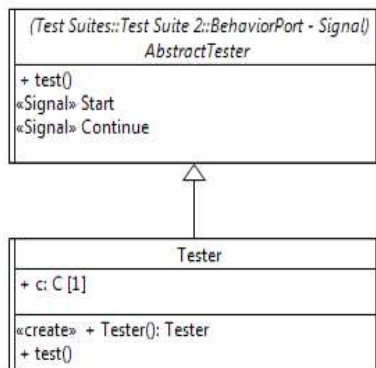 (Test Suites::Test Suite 2::BehaviorPort - Signal)
AbstractTester
+ test()
«Signal» Start
«Signal» Continue
Tester
+ c: C [1]
«create» + Tester(): Tester
+ test()